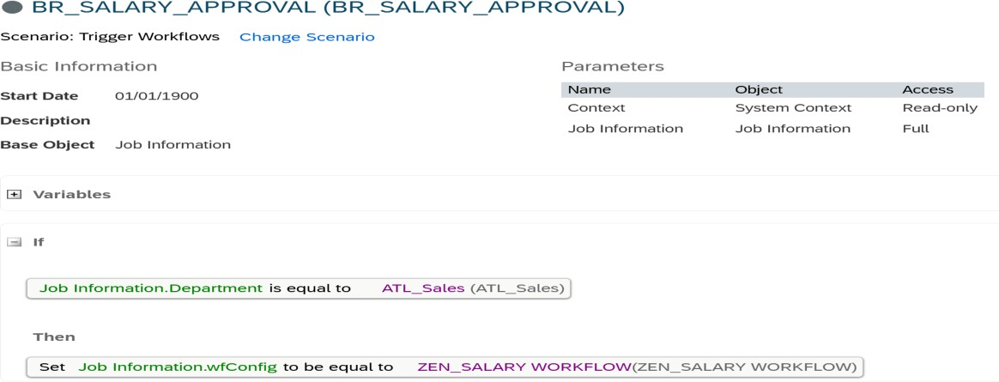 BR_SALARY_APPROVAL (BR_SALARY_APPROVAL)
Scenario: Trigger Workflows Change Scenario
Basic Information
Start Date 01/01/1900
Description
Base Object Job Information
Parameters
Name Object Access
Context System Context Read-only
Job Information Job Information Full
Variables
If
Job Information.Department is equal to ATL_Sales (ATL_Sales)
Then
Set Job Information.wfConfig to be equal to ZEN_SALARY WORKFLOW(ZEN_SALARY WORKFLOW)